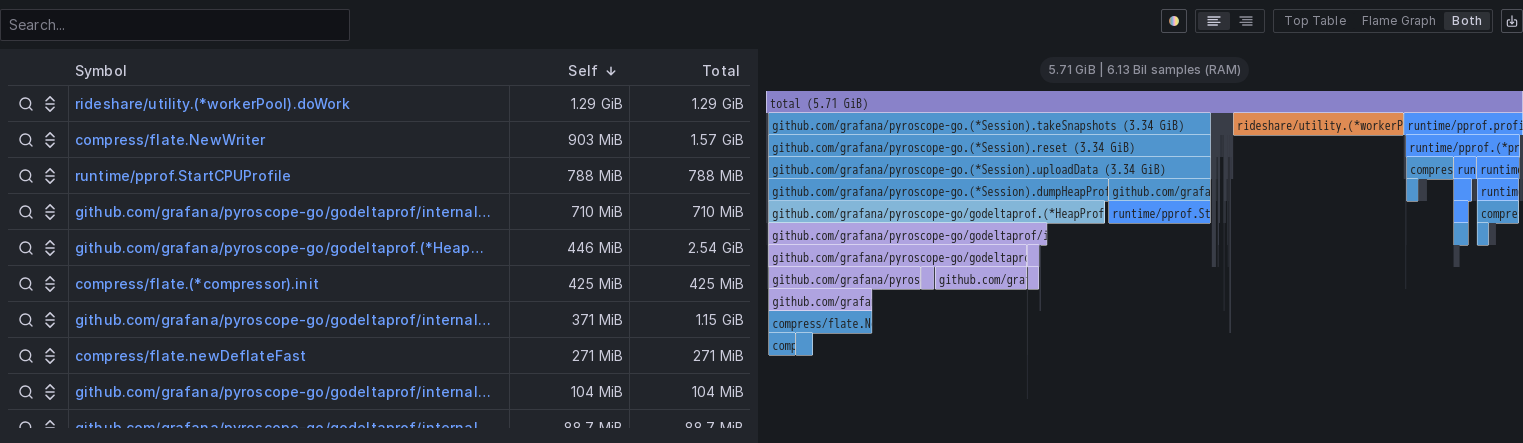 Search...
Top Table Flame Graph Both
Symbol Self Total
rideshare/utility.(*workerPool).doWork 1.29 GiB 1.29 GiB
compress/flate.NewWriter 903 MiB 1.57 GiB
runtime/pprof.StartCPUProfile 788 MiB 788 MiB
github.com/grafana/pyroscope-go/godeltaprof/internal... 710 MiB 710 MiB
github.com/grafana/pyroscope-go/godeltaprof.(*Heap... 446 MiB 2.54 GiB
compress/flate.(*compressor).init 425 MiB 425 MiB
github.com/grafana/pyroscope-go/godeltaprof/internal... 371 MiB 1.15 GiB
compress/flate.newDeflateFast 271 MiB 271 MiB
github.com/grafana/pyroscope-go/godeltaprof/internal... 104 MiB 104 MiB
github.com/grafana/pyroscope-go/godeltaprof/internal... 88.7 MiB 88.7 MiB
5.71 GiB | 6.13 Bil samples (RAM)
total (5.71 GiB)
github.com/grafana/pyroscope-go.(*Session).takeSnapshots (3.34 GiB) rideshare/utility.(*workerP runtime/pprof.profi
github.com/grafana/pyroscope-go.(*Session).reset (3.34 GiB) runtime/pprof.(*pr
github.com/grafana/pyroscope-go.(*Session).uploadData (3.34 GiB) compres run runtime
github.com/grafana/pyroscope-go.(*Session).dumpHeapProf github.com/grafa runtim
github.com/grafana/pyroscope-go/godeltaprof.(*HeapProf runtime/pprof.St compre
github.com/grafana/pyroscope-go/godeltaprof/i
github.com/grafana/pyroscope-go/godeltapr
github.com/grafana/pyros github.com/gra
github.com/grafa
compress/flate.N
comp